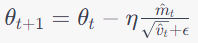 θ_{t+1} = θ_t − η \frac{\hat{m}_t}{\sqrt{\hat{v}_t} + ϵ}